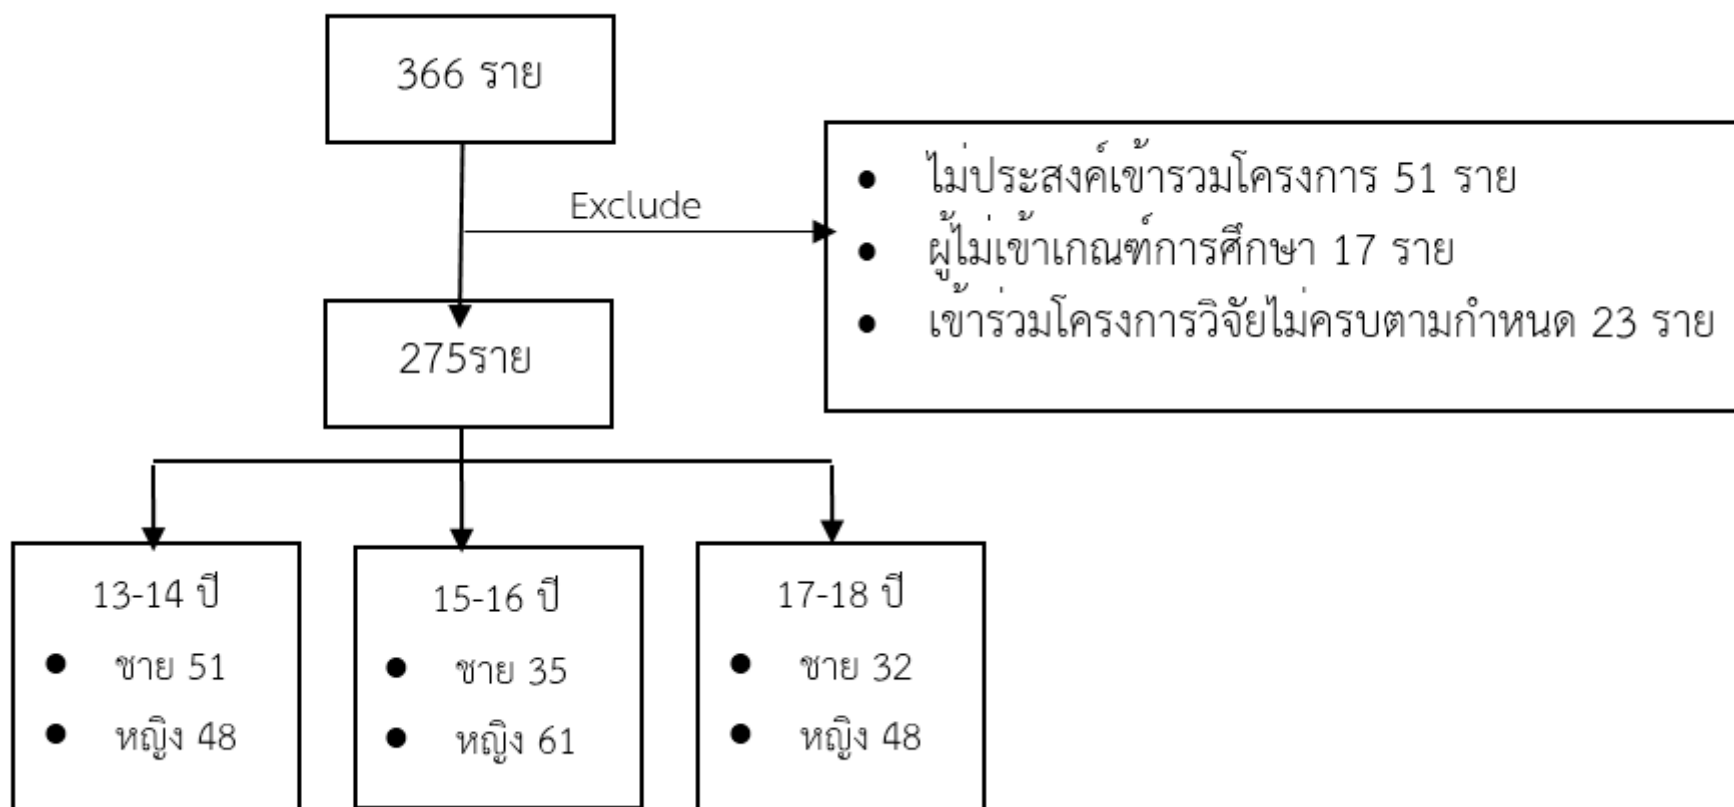 366 ราย
Exclude
● ไม่ประสงค์เข้ารวมโครงการ 51 ราย
● ผู้ไม่เข้าเกณฑ์การศึกษา 17 ราย
● เข้าร่วมโครงการวิจัยไม่ครบตามกำหนด 23 ราย
275ราย
13-14 ปี
● ชาย 51
● หญิง 48
15-16 ปี
● ชาย 35
● หญิง 61
17-18 ปี
● ชาย 32
● หญิง 48